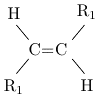 H R₁
C=C
R₁ H